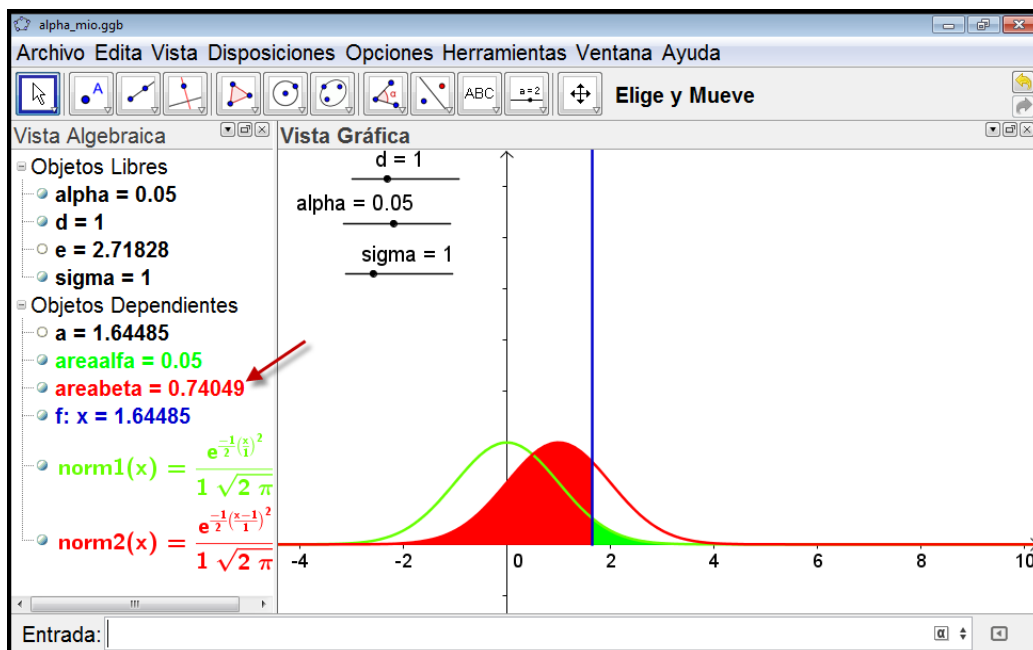 alpha_mio.ggb
Archivo Edita Vista Disposiciones Opciones Herramientas Ventana Ayuda
A α ABC a=2 Elige y Mueve
Vista Algebraica
Objetos Libres
alpha = 0.05
d = 1
e = 2.71828
sigma = 1
Objetos Dependientes
a = 1.64485
areaalfa = 0.05
areabeta = 0.74049
f: x = 1.64485
norm1(x) = e^(-1/2 (x/1)^2) / (1 √(2 π))
norm2(x) = e^(-1/2 ((x-1)/1)^2) / (1 √(2 π))
Vista Gráfica
d = 1
alpha = 0.05
sigma = 1
-4 -2 0 2 4 6 8 10
Entrada: α